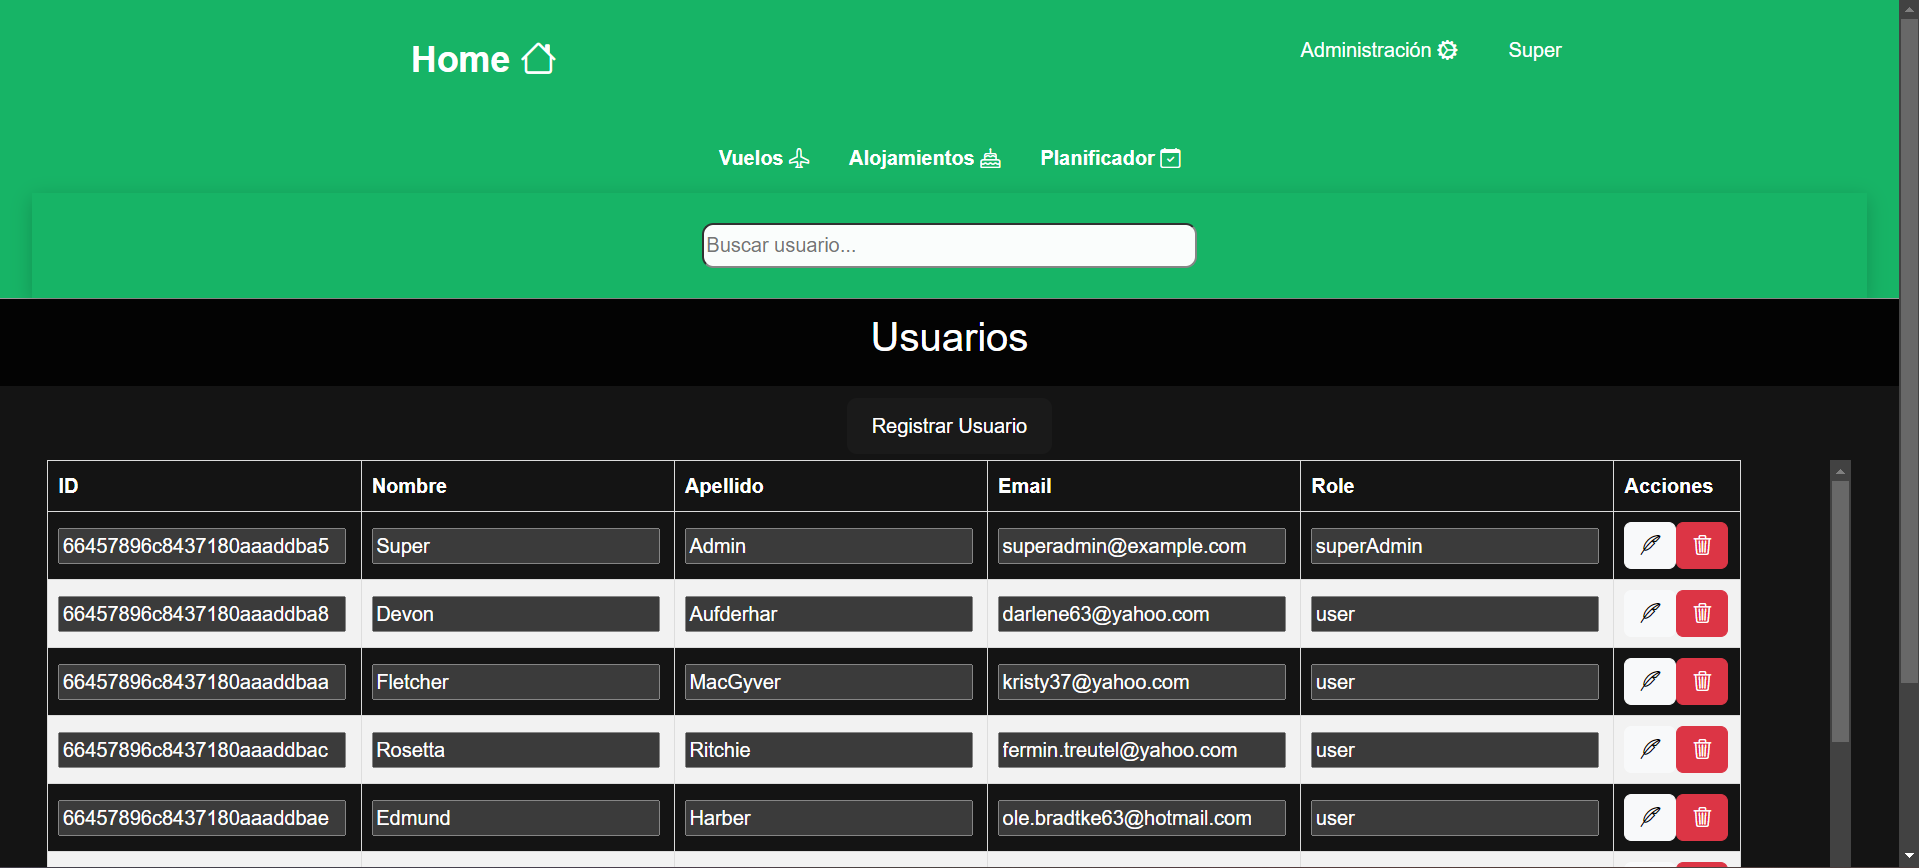 Home
Administración
Super
Vuelos
Alojamientos
Planificador
Buscar usuario...
Usuarios
Registrar Usuario
ID Nombre Apellido Email Role Acciones
66457896c8437180aaaddba5 Super Admin superadmin@example.com superAdmin
66457896c8437180aaaddba8 Devon Aufderhar darlene63@yahoo.com user
66457896c8437180aaaddbaa Fletcher MacGyver kristy37@yahoo.com user
66457896c8437180aaaddbac Rosetta Ritchie fermin.treutel@yahoo.com user
66457896c8437180aaaddbae Edmund Harber ole.bradtke63@hotmail.com user